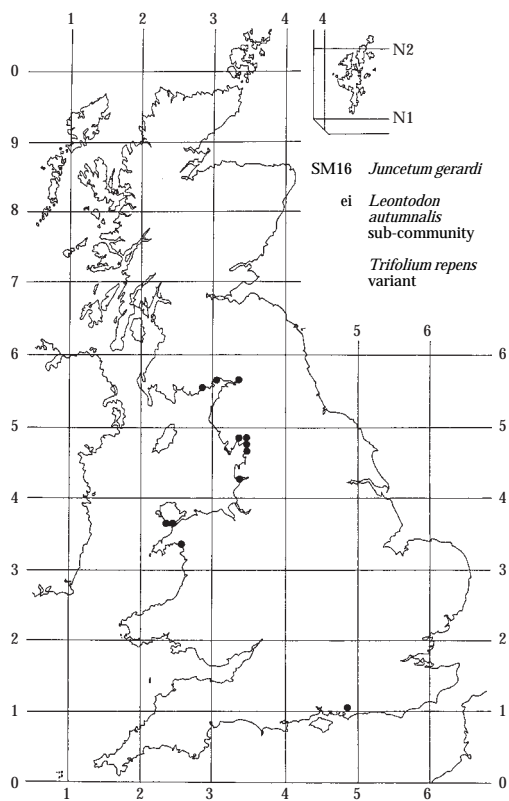 1 2 3 4 4
N2
0
N1
9
SM16 Juncetum gerardi
ei Leontodon
autumnalis
sub-community
8
Trifolium repens
variant
7
5 6
6 6
5 5
4 4
3 3
2 2
1 1
0 0
1 2 3 4 5 6